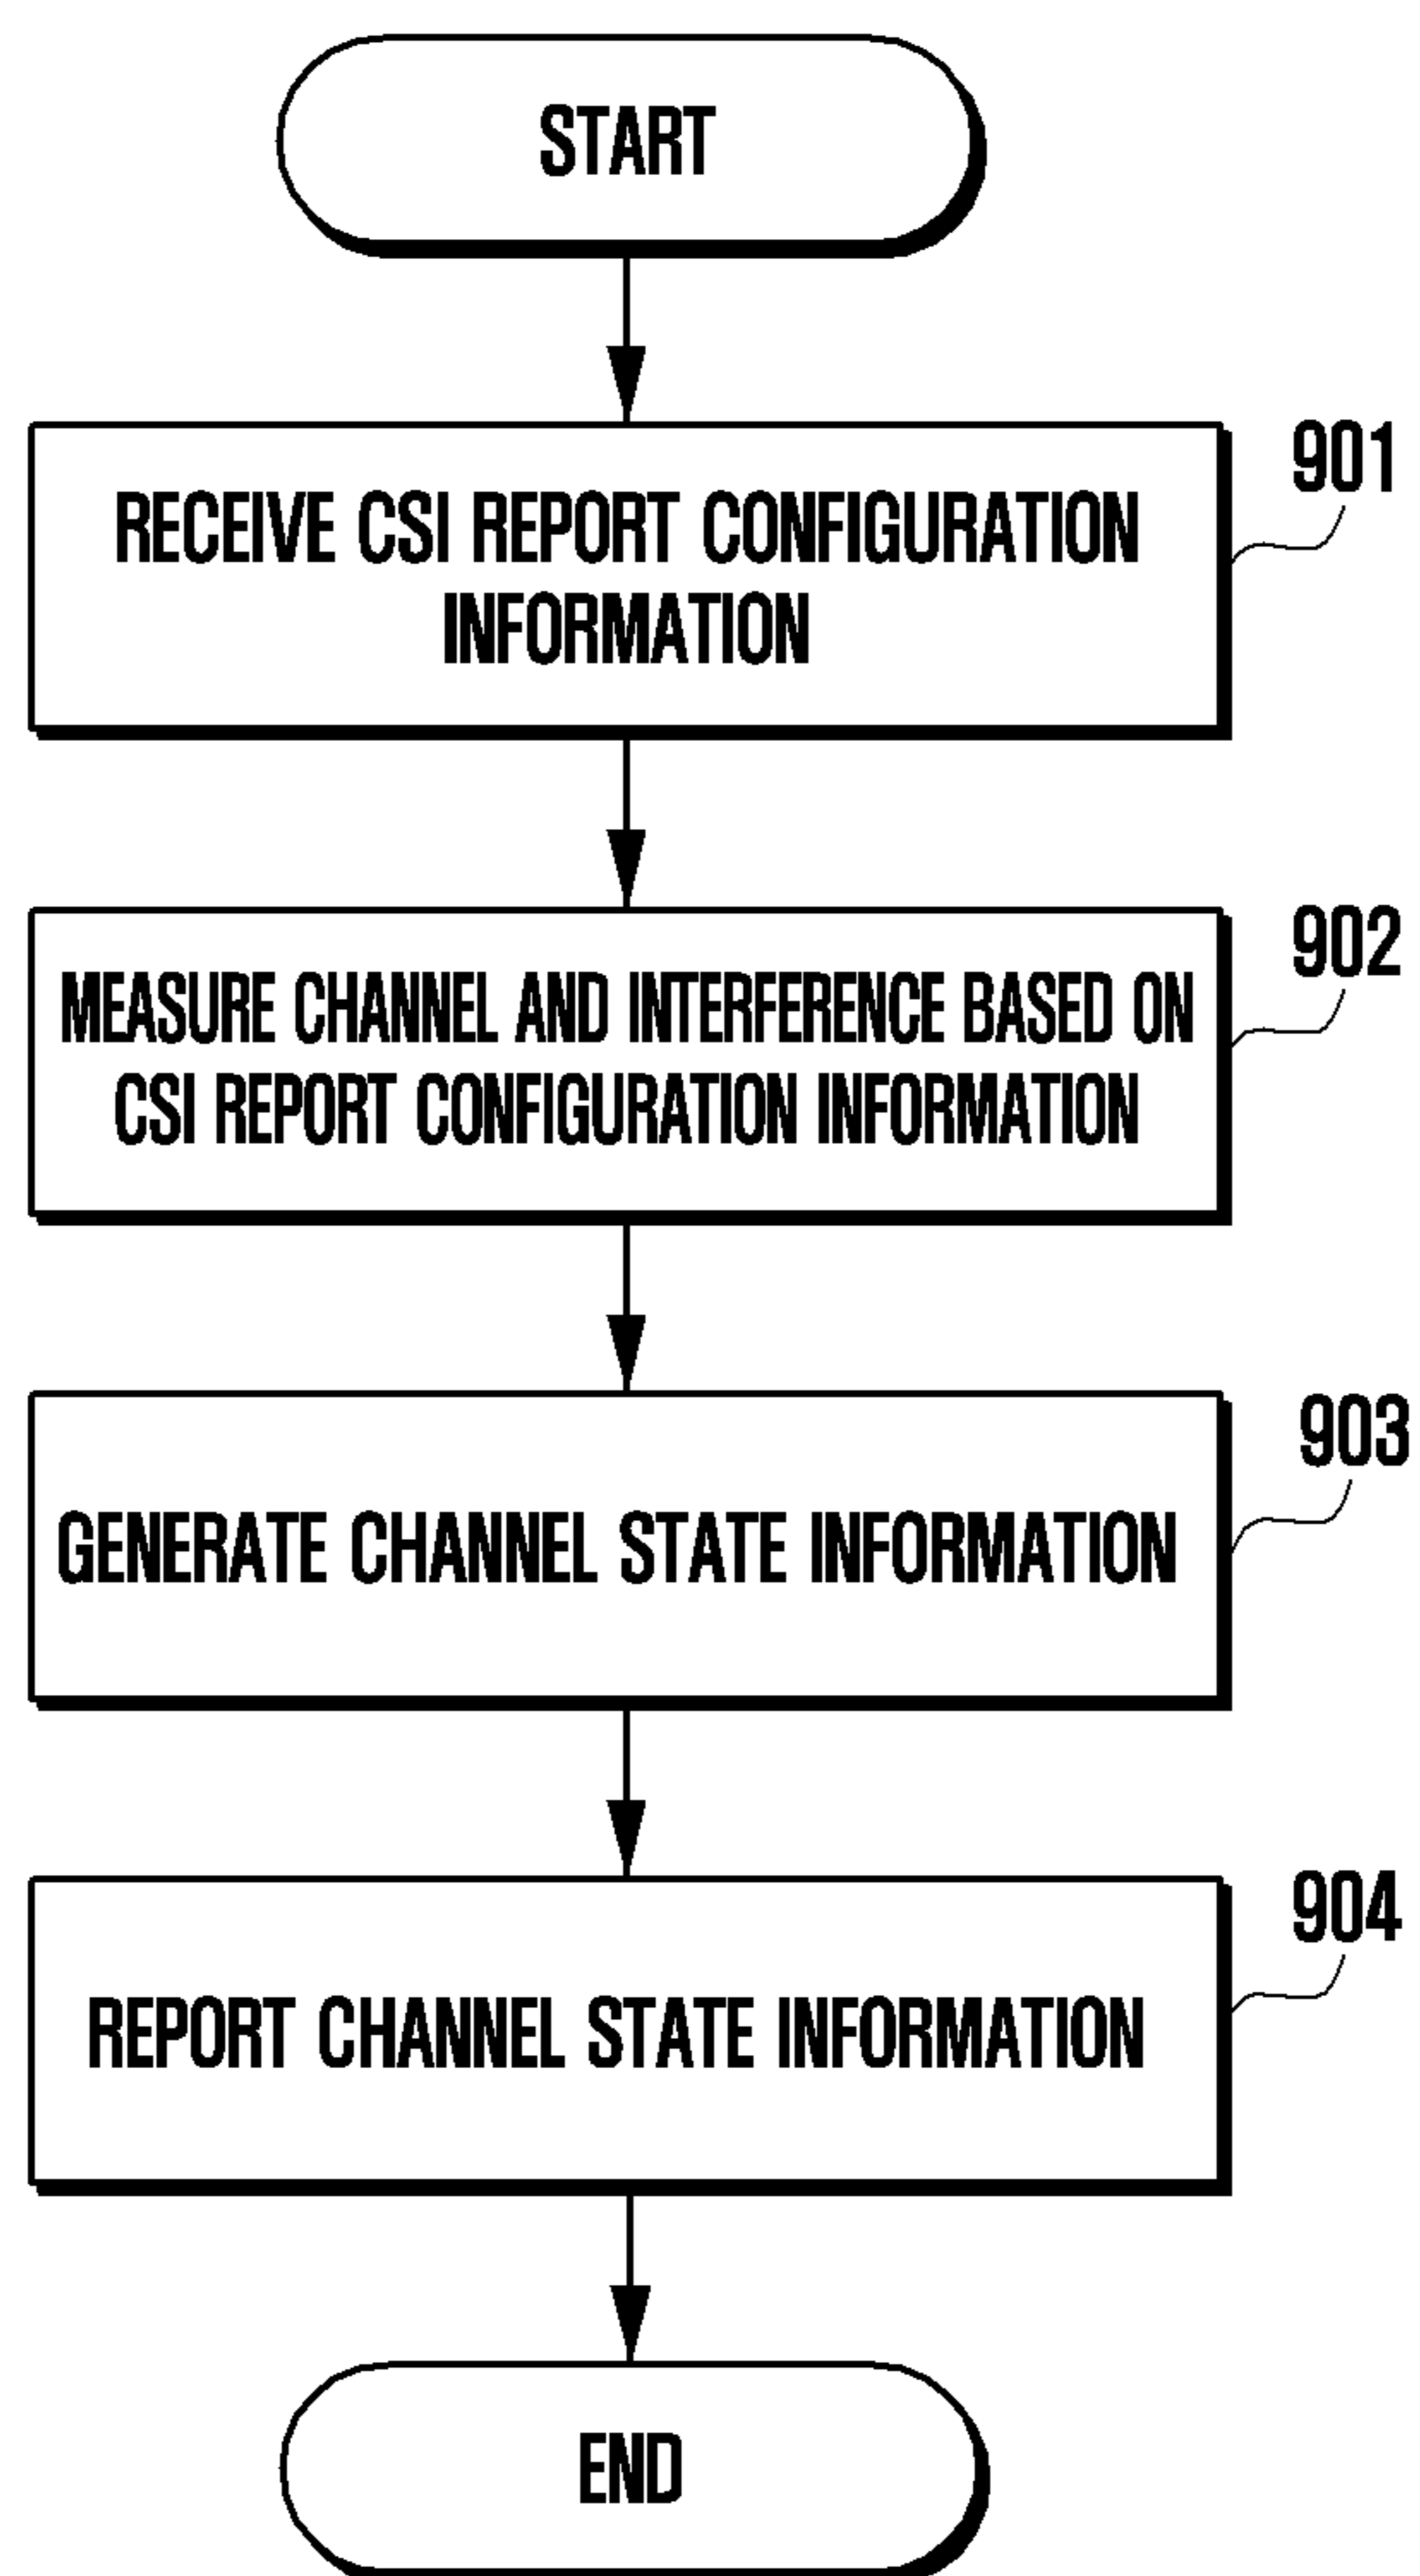 START
901
RECEIVE CSI REPORT CONFIGURATION
INFORMATION
902
MEASURE CHANNEL AND INTERFERENCE BASED ON
CSI REPORT CONFIGURATION INFORMATION
903
GENERATE CHANNEL STATE INFORMATION
904
REPORT CHANNEL STATE INFORMATION
END